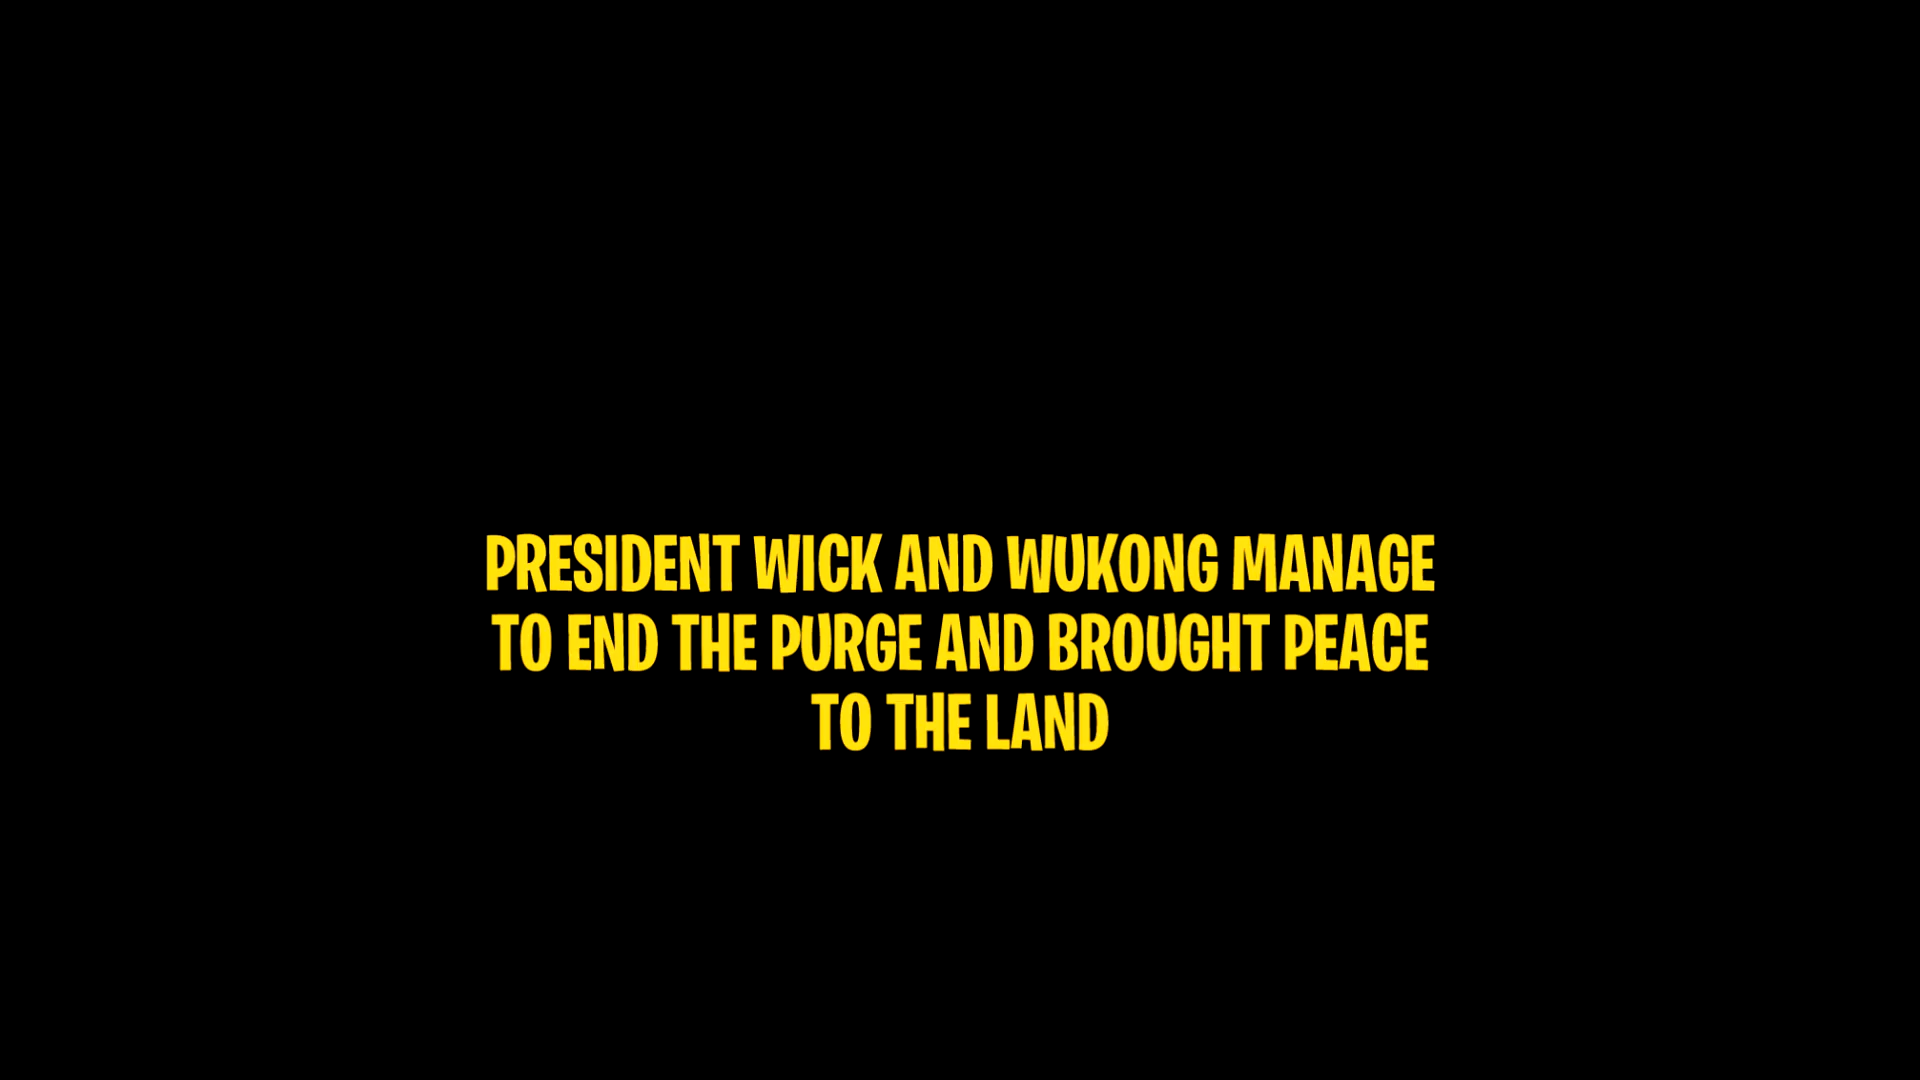 PRESIDENT WICK AND WUKONG MANAGE
TO END THE PURGE AND BROUGHT PEACE
TO THE LAND